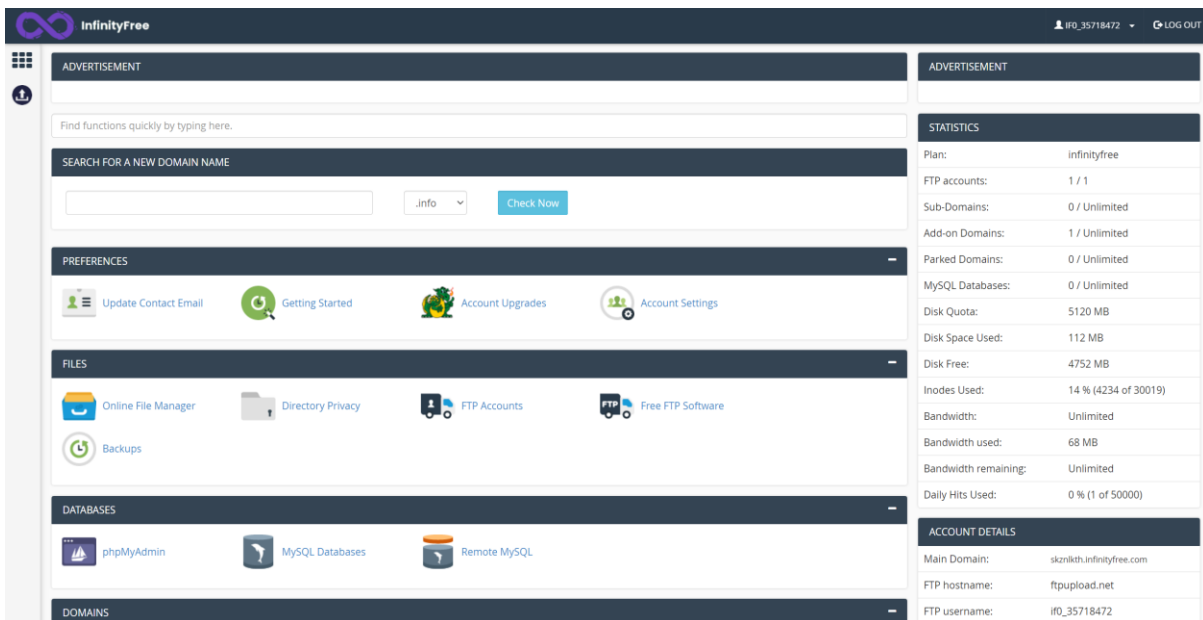 InfinityFree
IF0_35718472
LOG OUT
ADVERTISEMENT
Find functions quickly by typing here.
SEARCH FOR A NEW DOMAIN NAME
.info
Check Now
PREFERENCES
Update Contact Email
Getting Started
Account Upgrades
Account Settings
FILES
Online File Manager
Directory Privacy
FTP Accounts
FTP
Free FTP Software
Backups
DATABASES
phpMyAdmin
MySQL Databases
Remote MySQL
DOMAINS
ADVERTISEMENT
STATISTICS
Plan: infinityfree
FTP accounts: 1 / 1
Sub-Domains: 0 / Unlimited
Add-on Domains: 1 / Unlimited
Parked Domains: 0 / Unlimited
MySQL Databases: 0 / Unlimited
Disk Quota: 5120 MB
Disk Space Used: 112 MB
Disk Free: 4752 MB
Inodes Used: 14 % (4234 of 30019)
Bandwidth: Unlimited
Bandwidth used: 68 MB
Bandwidth remaining: Unlimited
Daily Hits Used: 0 % (1 of 50000)
ACCOUNT DETAILS
Main Domain: skznlkth.infinityfree.com
FTP hostname: ftpupload.net
FTP username: if0_35718472